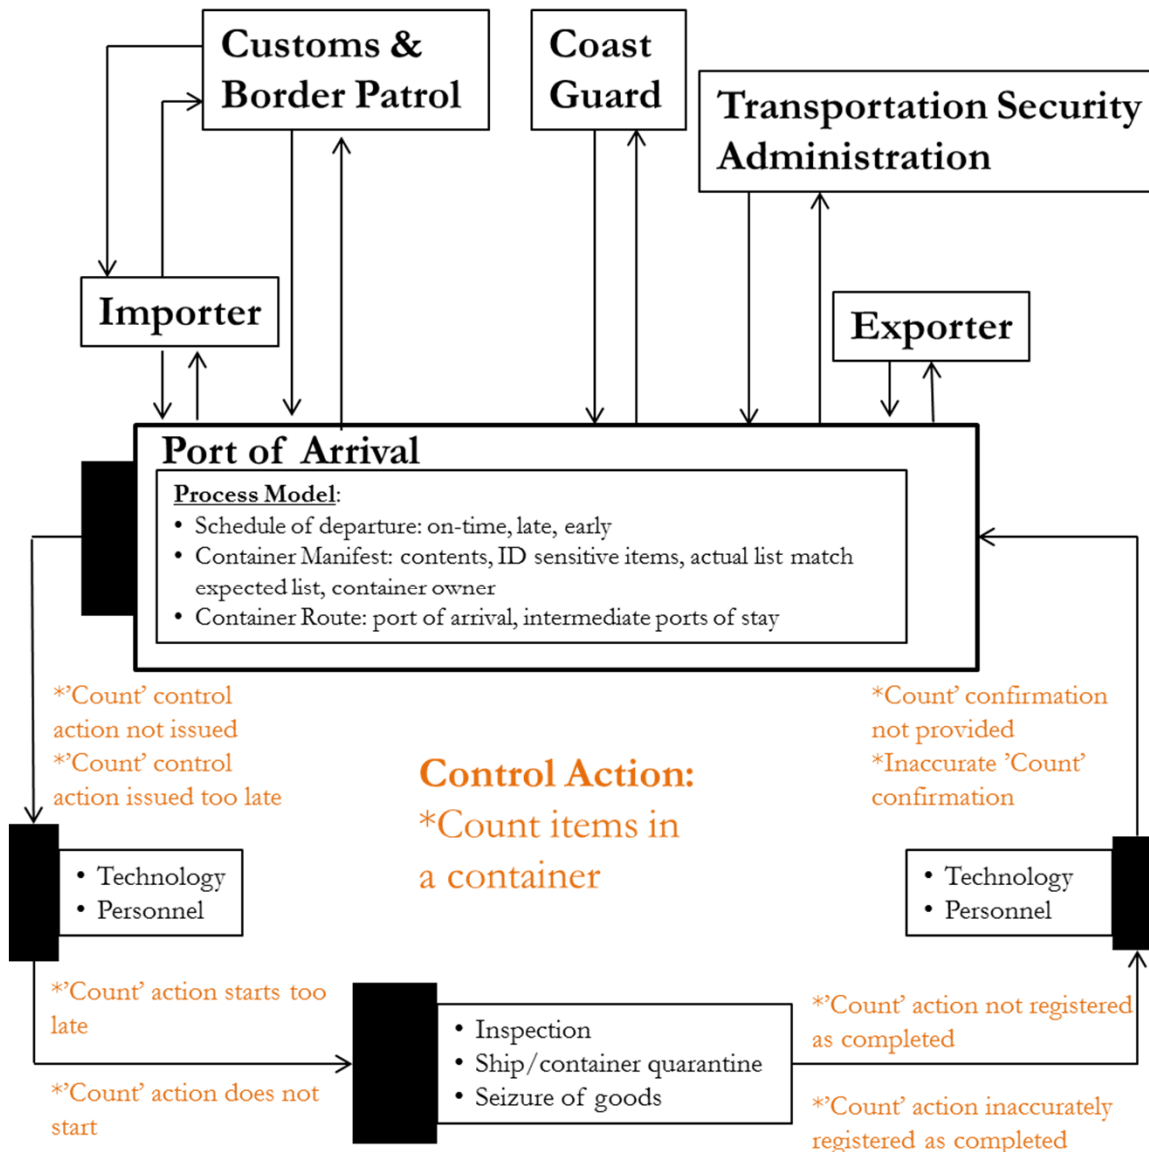 Customs &
Border Patrol
Coast
Guard
Transportation Security
Administration
Importer
Exporter
Port of Arrival
Process Model:
• Schedule of departure: on-time, late, early
• Container Manifest: contents, ID sensitive items, actual list match
expected list, container owner
• Container Route: port of arrival, intermediate ports of stay
*’Count’ control
action not issued
*’Count’ control
action issued too late
*Count’ confirmation
not provided
*Inaccurate ’Count’
confirmation
Control Action:
*Count items in
a container
• Technology
• Personnel
• Technology
• Personnel
*’Count’ action starts too
late
*’Count’ action does not
start
• Inspection
• Ship/container quarantine
• Seizure of goods
*’Count’ action not registered
as completed
*’Count’ action inaccurately
registered as completed